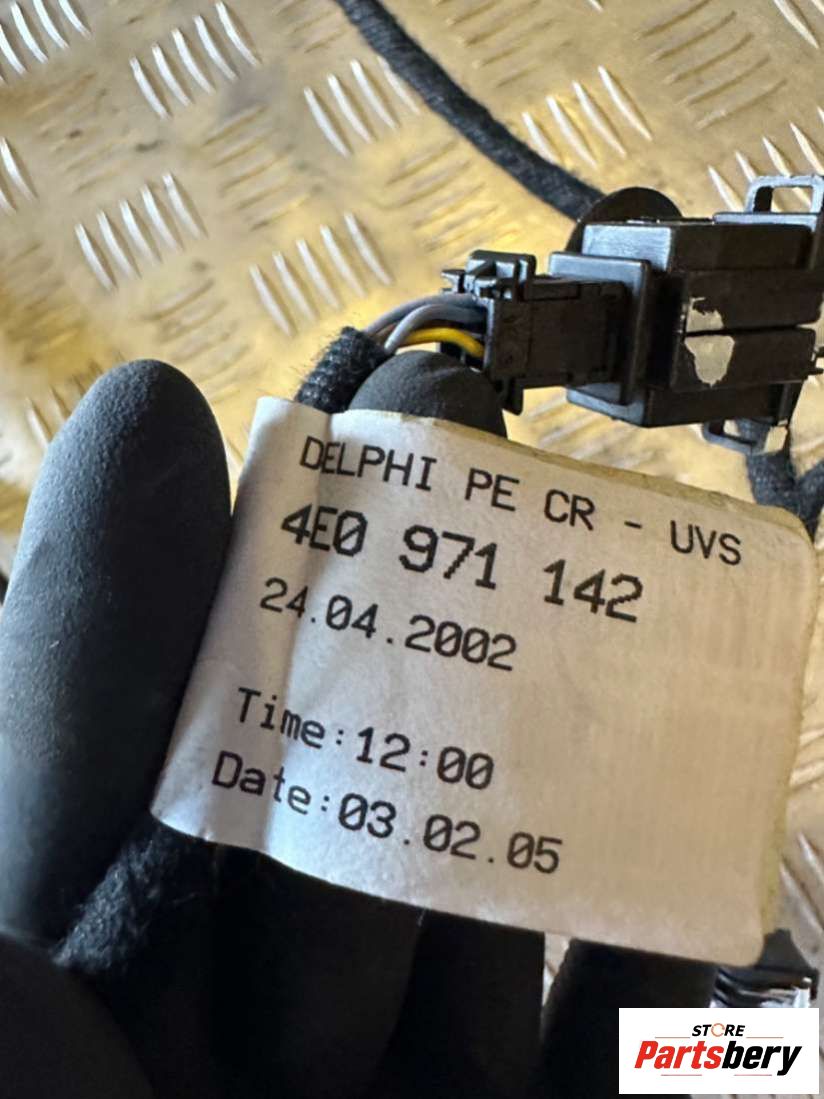 DELPHI PE CR - UVS
4E0 971 142
24.04.2002
Time:12:00
Date:03.02.05
STORE
Partsbery